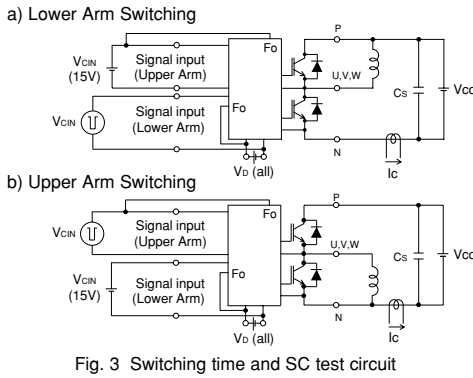 a) Lower Arm Switching
P
Fo
VCIN
(15V)
Signal input
(Upper Arm)
U,V,W
CS
Vcc
VCIN
Signal input
(Lower Arm)
Fo
N
VD (all)
Ic
b) Upper Arm Switching
P
Fo
VCIN
Signal input
(Upper Arm)
U,V,W
CS
Vcc
VCIN
(15V)
Signal input
(Lower Arm)
Fo
N
VD (all)
Ic
Fig. 3 Switching time and SC test circuit